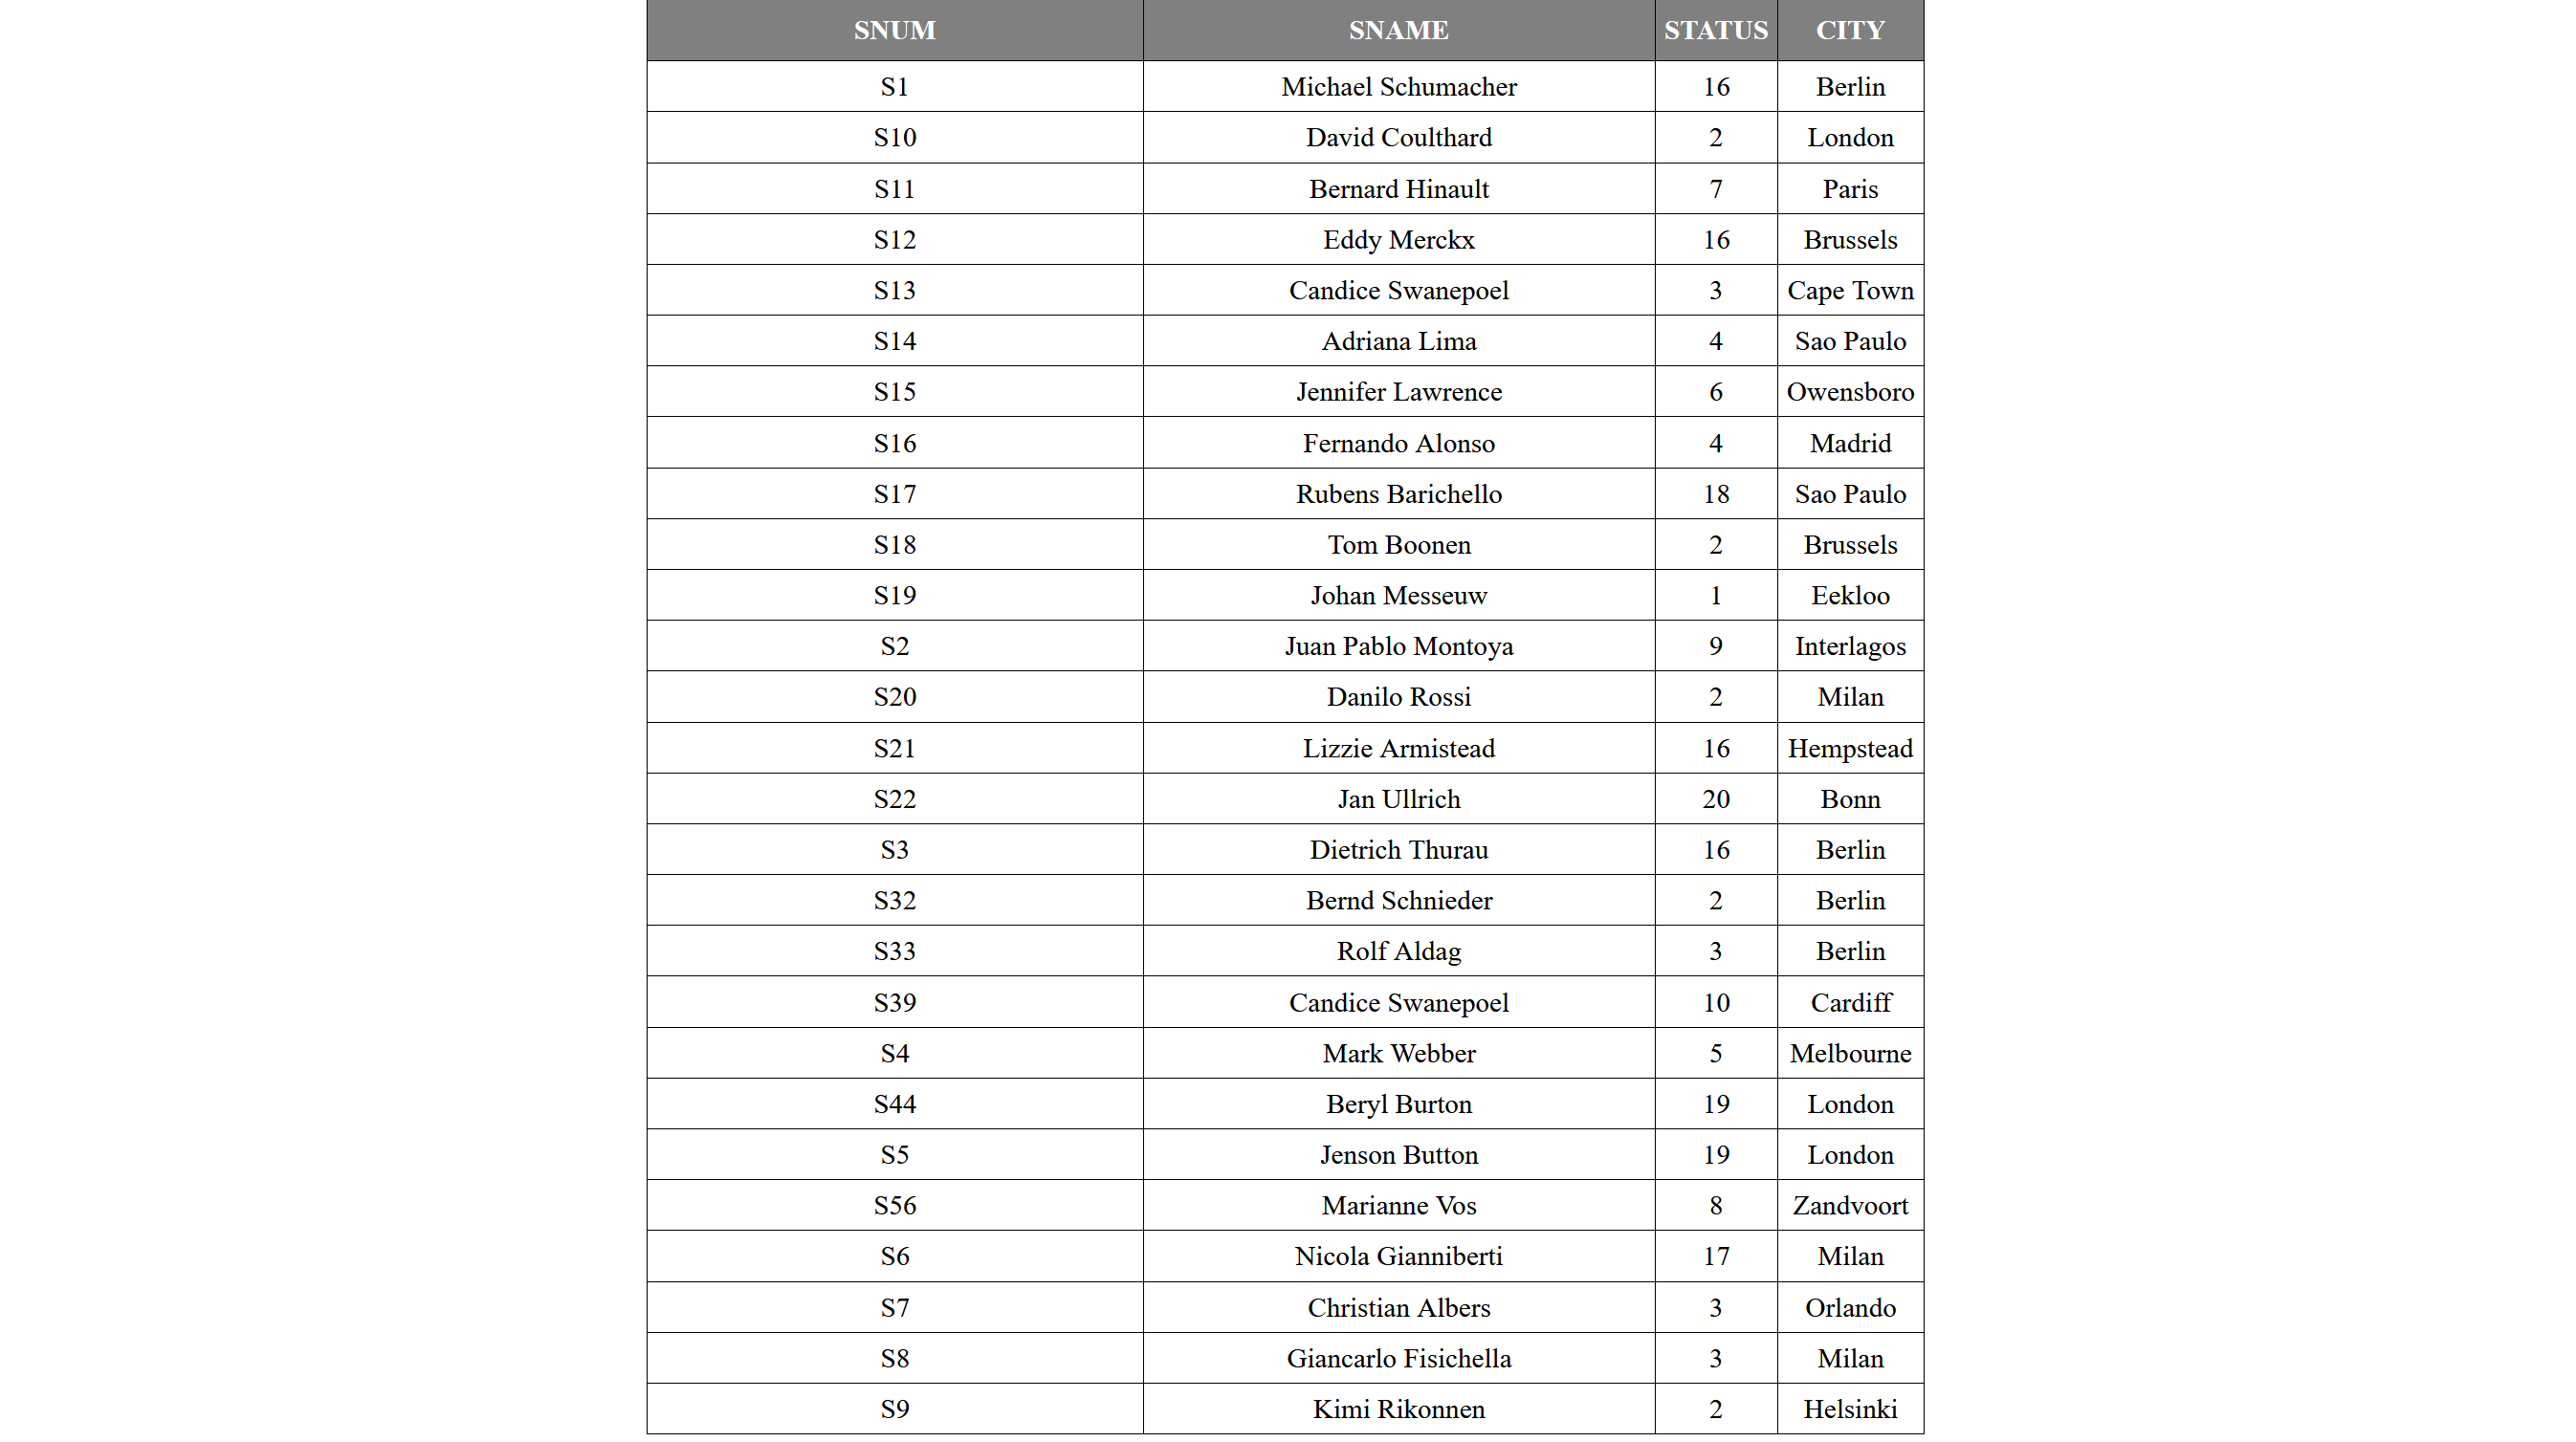 SNUM SNAME STATUS CITY
S1 Michael Schumacher 16 Berlin
S10 David Coulthard 2 London
S11 Bernard Hinault 7 Paris
S12 Eddy Merckx 16 Brussels
S13 Candice Swanepoel 3 Cape Town
S14 Adriana Lima 4 Sao Paulo
S15 Jennifer Lawrence 6 Owensboro
S16 Fernando Alonso 4 Madrid
S17 Rubens Barichello 18 Sao Paulo
S18 Tom Boonen 2 Brussels
S19 Johan Messeuw 1 Eekloo
S2 Juan Pablo Montoya 9 Interlagos
S20 Danilo Rossi 2 Milan
S21 Lizzie Armistead 16 Hempstead
S22 Jan Ullrich 20 Bonn
S3 Dietrich Thurau 16 Berlin
S32 Bernd Schnieder 2 Berlin
S33 Rolf Aldag 3 Berlin
S39 Candice Swanepoel 10 Cardiff
S4 Mark Webber 5 Melbourne
S44 Beryl Burton 19 London
S5 Jenson Button 19 London
S56 Marianne Vos 8 Zandvoort
S6 Nicola Gianniberti 17 Milan
S7 Christian Albers 3 Orlando
S8 Giancarlo Fisichella 3 Milan
S9 Kimi Rikonnen 2 Helsinki